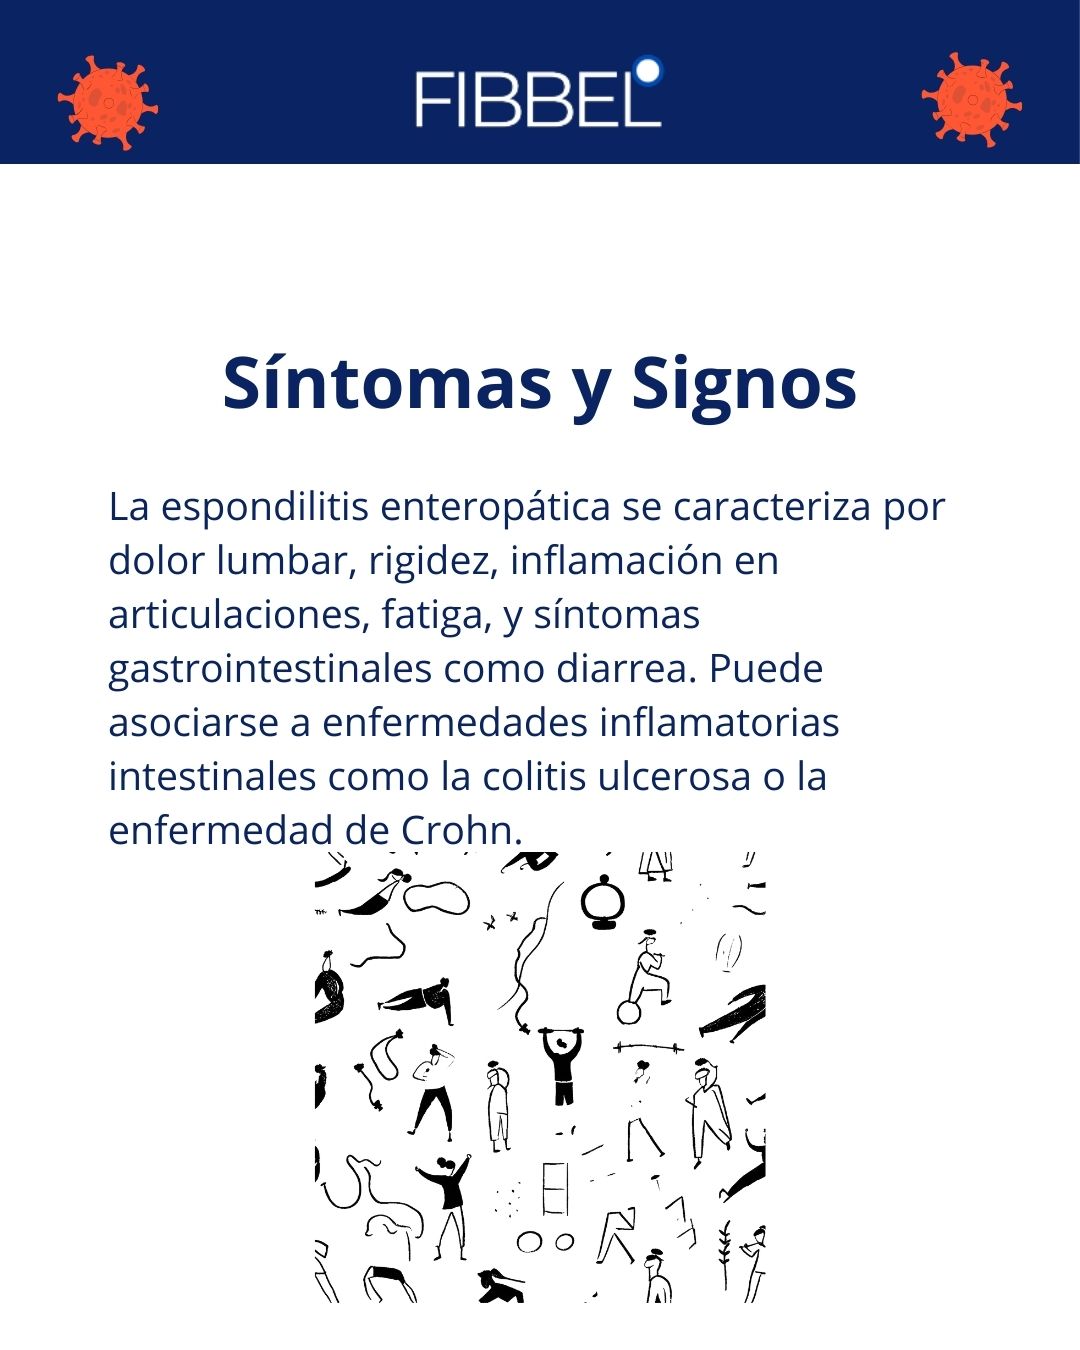 FIBBEL
Síntomas y Signos
La espondilitis enteropática se caracteriza por
dolor lumbar, rigidez, inflamación en
articulaciones, fatiga, y síntomas
gastrointestinales como diarrea. Puede
asociarse a enfermedades inflamatorias
intestinales como la colitis ulcerosa o la
enfermedad de Crohn.